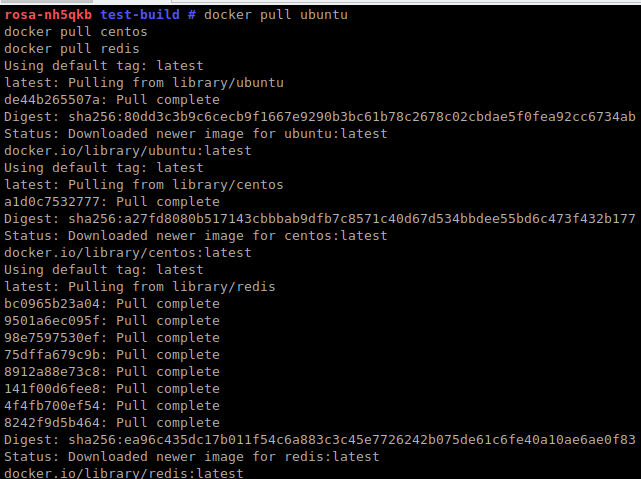 rosa-nh5qkb test-build # docker pull ubuntu
docker pull centos
docker pull redis
Using default tag: latest
latest: Pulling from library/ubuntu
de44b265507a: Pull complete
Digest: sha256:80dd3c3b9c6cecb9f1667e9290b3bc61b78c2678c02cbdae5f0fea92cc6734ab
Status: Downloaded newer image for ubuntu:latest
docker.io/library/ubuntu:latest
Using default tag: latest
latest: Pulling from library/centos
a1d0c7532777: Pull complete
Digest: sha256:a27fd8080b517143cbbbab9dfb7c8571c40d67d534bbdee55bd6c473f432b177
Status: Downloaded newer image for centos:latest
docker.io/library/centos:latest
Using default tag: latest
latest: Pulling from library/redis
bc0965b23a04: Pull complete
9501a6ec095f: Pull complete
98e7597530ef: Pull complete
75dffa679c9b: Pull complete
8912a88e73c8: Pull complete
141f00d6fee8: Pull complete
4f4fb700ef54: Pull complete
8242f9d5b464: Pull complete
Digest: sha256:ea96c435dc17b011f54c6a883c3c45e7726242b075de61c6fe40a10ae6ae0f83
Status: Downloaded newer image for redis:latest
docker.io/library/redis:latest